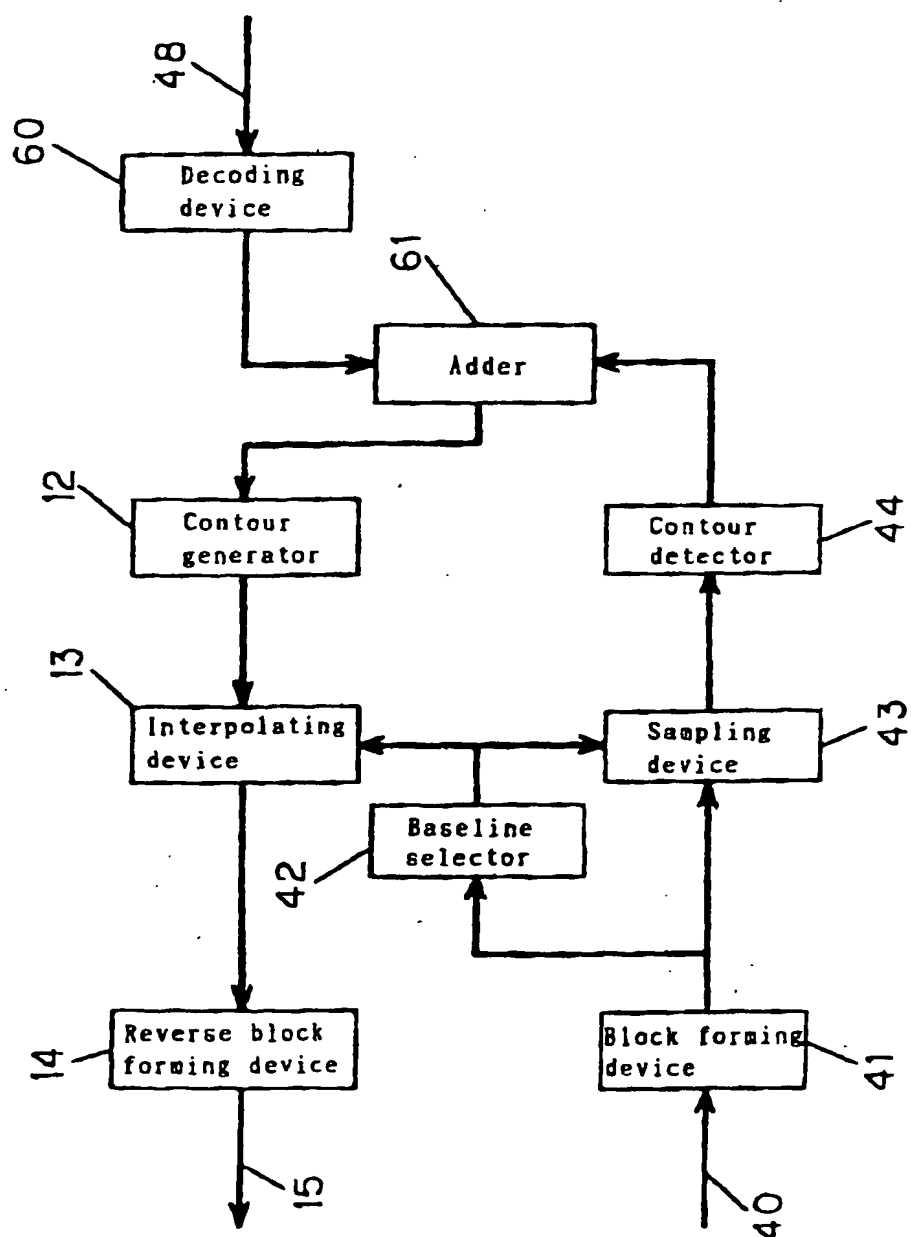 48
60
Decoding
device
61
Adder
12
Contour
generator
Contour
detector
44
13
Interpolating
device
Sampling
device
43
Baseline
selector
42
Reverse block
forming device
14
Block forming
device
41
15
40